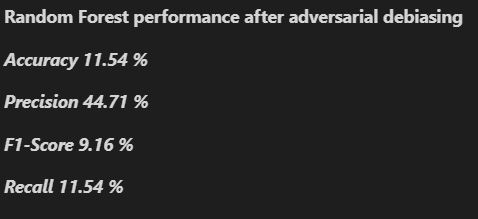 Random Forest performance after adversarial debiasing
Accuracy 11.54 %
Precision 44.71 %
F1-Score 9.16 %
Recall 11.54 %